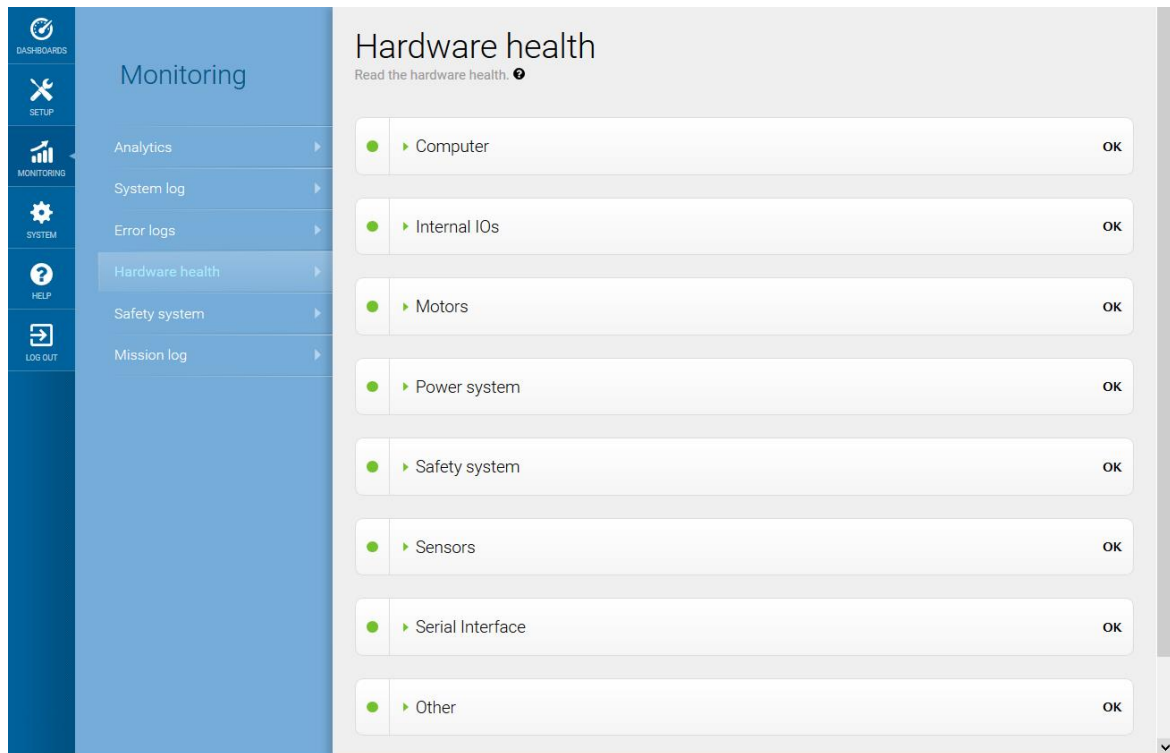 DASHBOARDS
SETUP
MONITORING
SYSTEM
HELP
LOG OUT
Monitoring
Analytics
System log
Error logs
Hardware health
Safety system
Mission log
Hardware health
Read the hardware health.
Computer OK
Internal IOs OK
Motors OK
Power system OK
Safety system OK
Sensors OK
Serial Interface OK
Other OK